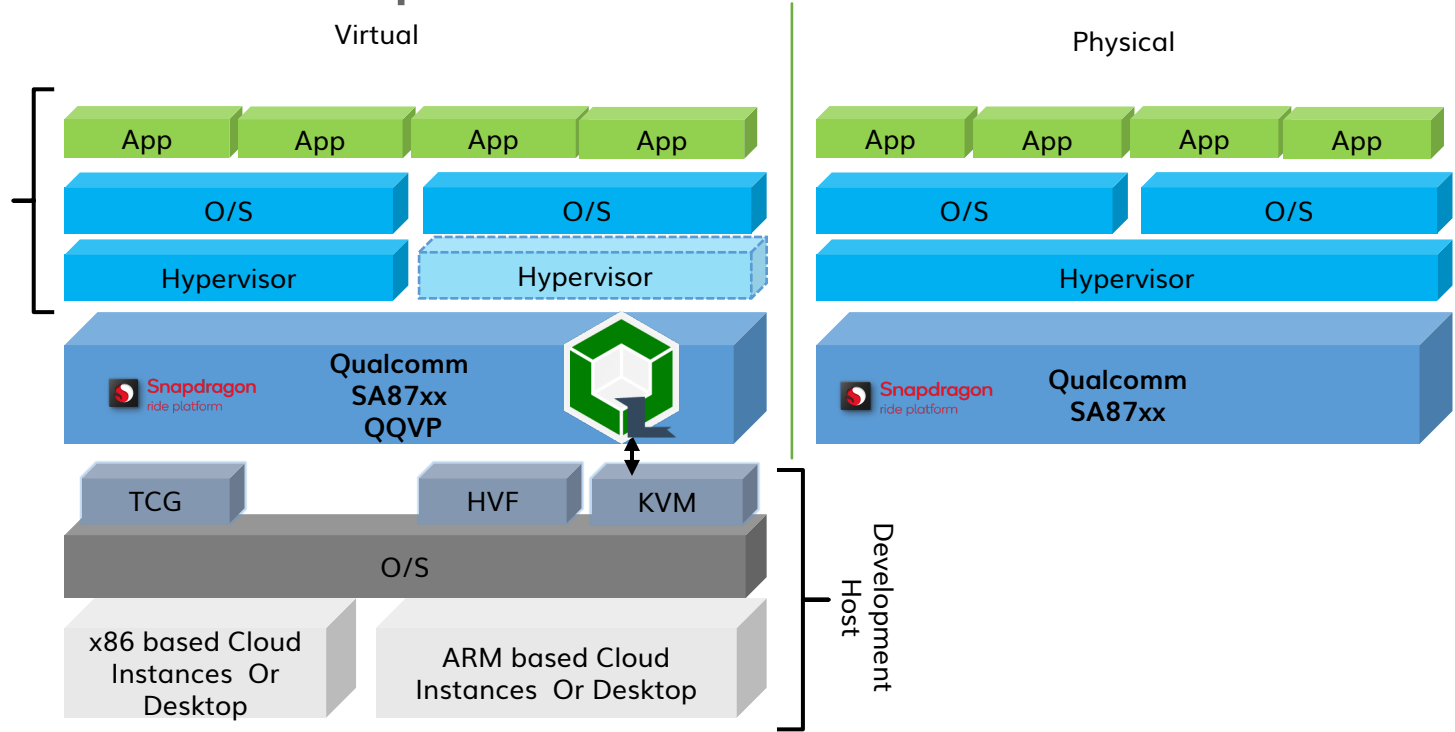 Virtual
Physical
App
App
App
App
App
App
App
App
O/S
O/S
O/S
O/S
Hypervisor
Hypervisor
Hypervisor
Snapdragon
ride platform
Qualcomm
SA87xx
QQVP
Snapdragon
ride platform
Qualcomm
SA87xx
TCG
HVF
KVM
O/S
Development
Host
x86 based Cloud
Instances Or
Desktop
ARM based Cloud
Instances Or Desktop